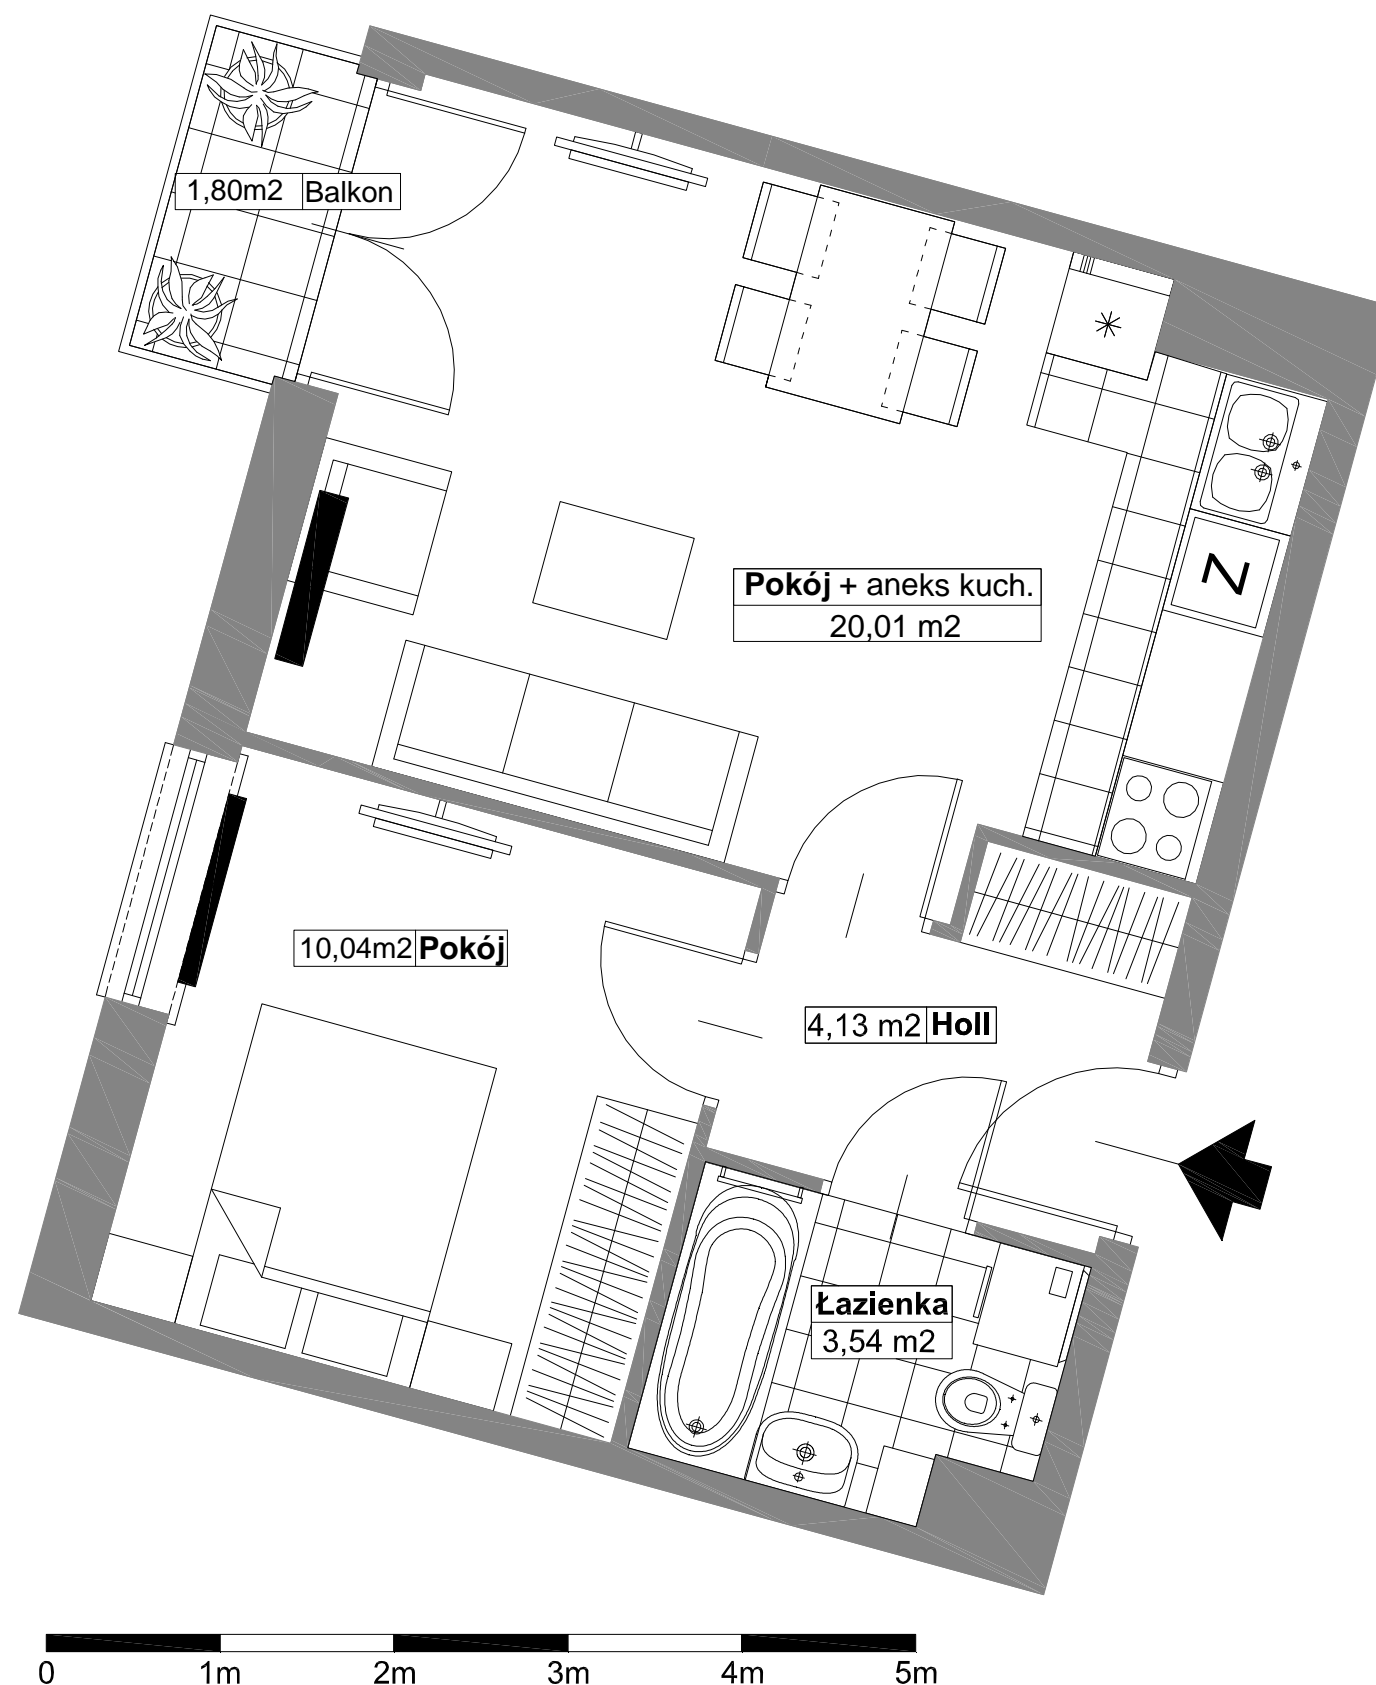 1,80m2 Balkon
Pokój + aneks kuch.
20,01 m2
Z
10,04m2 Pokój
4,13 m2 Holl
Łazienka
3,54 m2
0 1m 2m 3m 4m 5m